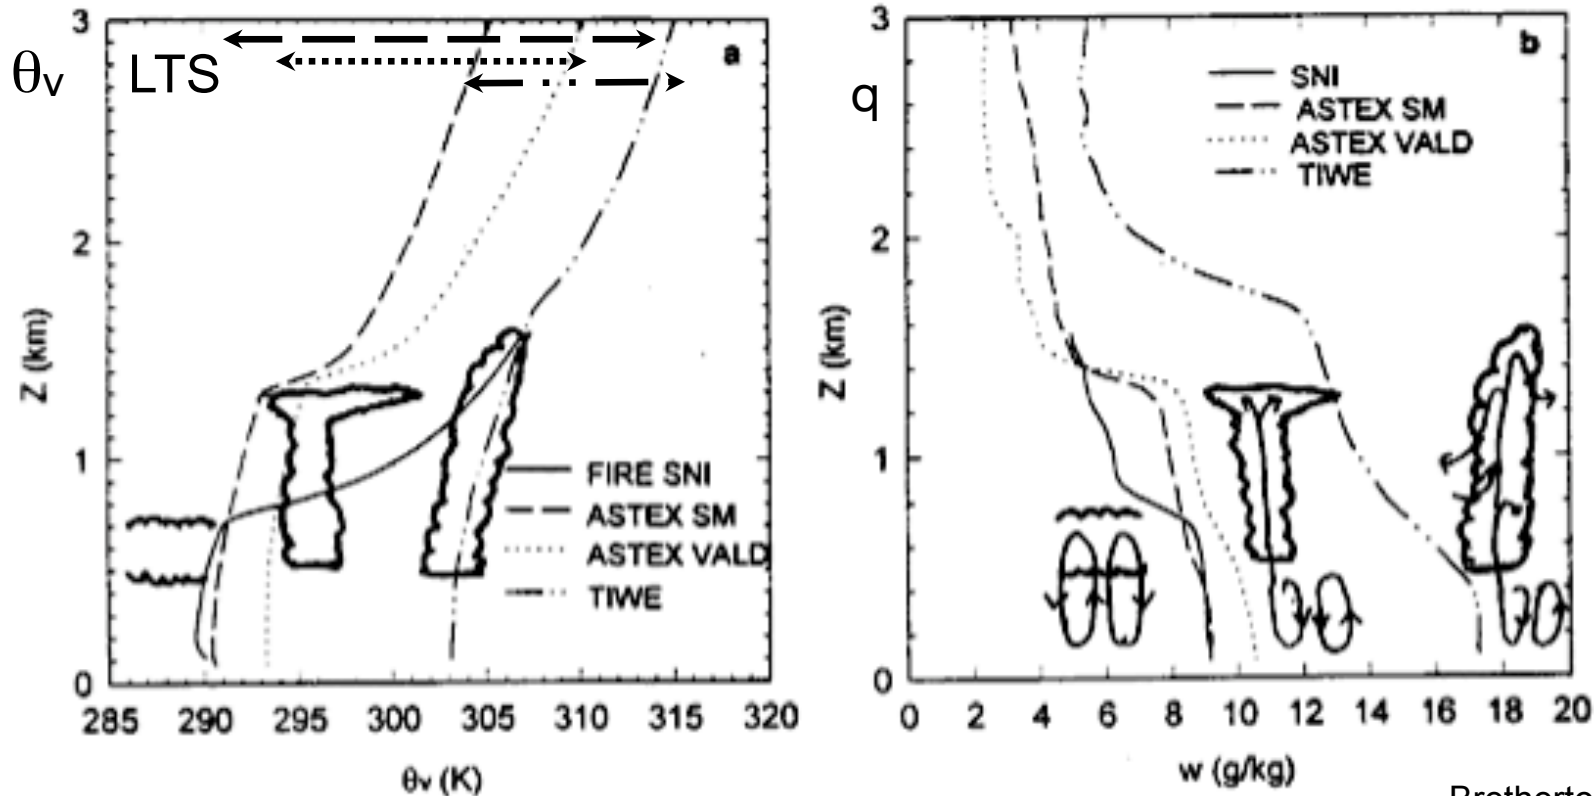 θv LTS
a
3
2
1
0
Z (km)
FIRE SNI
ASTEX SM
ASTEX VALD
TIWE
285 290 295 300 305 310 315 320
θv (K)
q
b
SNI
ASTEX SM
ASTEX VALD
TIWE
3
2
1
0
Z (km)
0 2 4 6 8 10 12 14 16 18 20
w (g/kg)